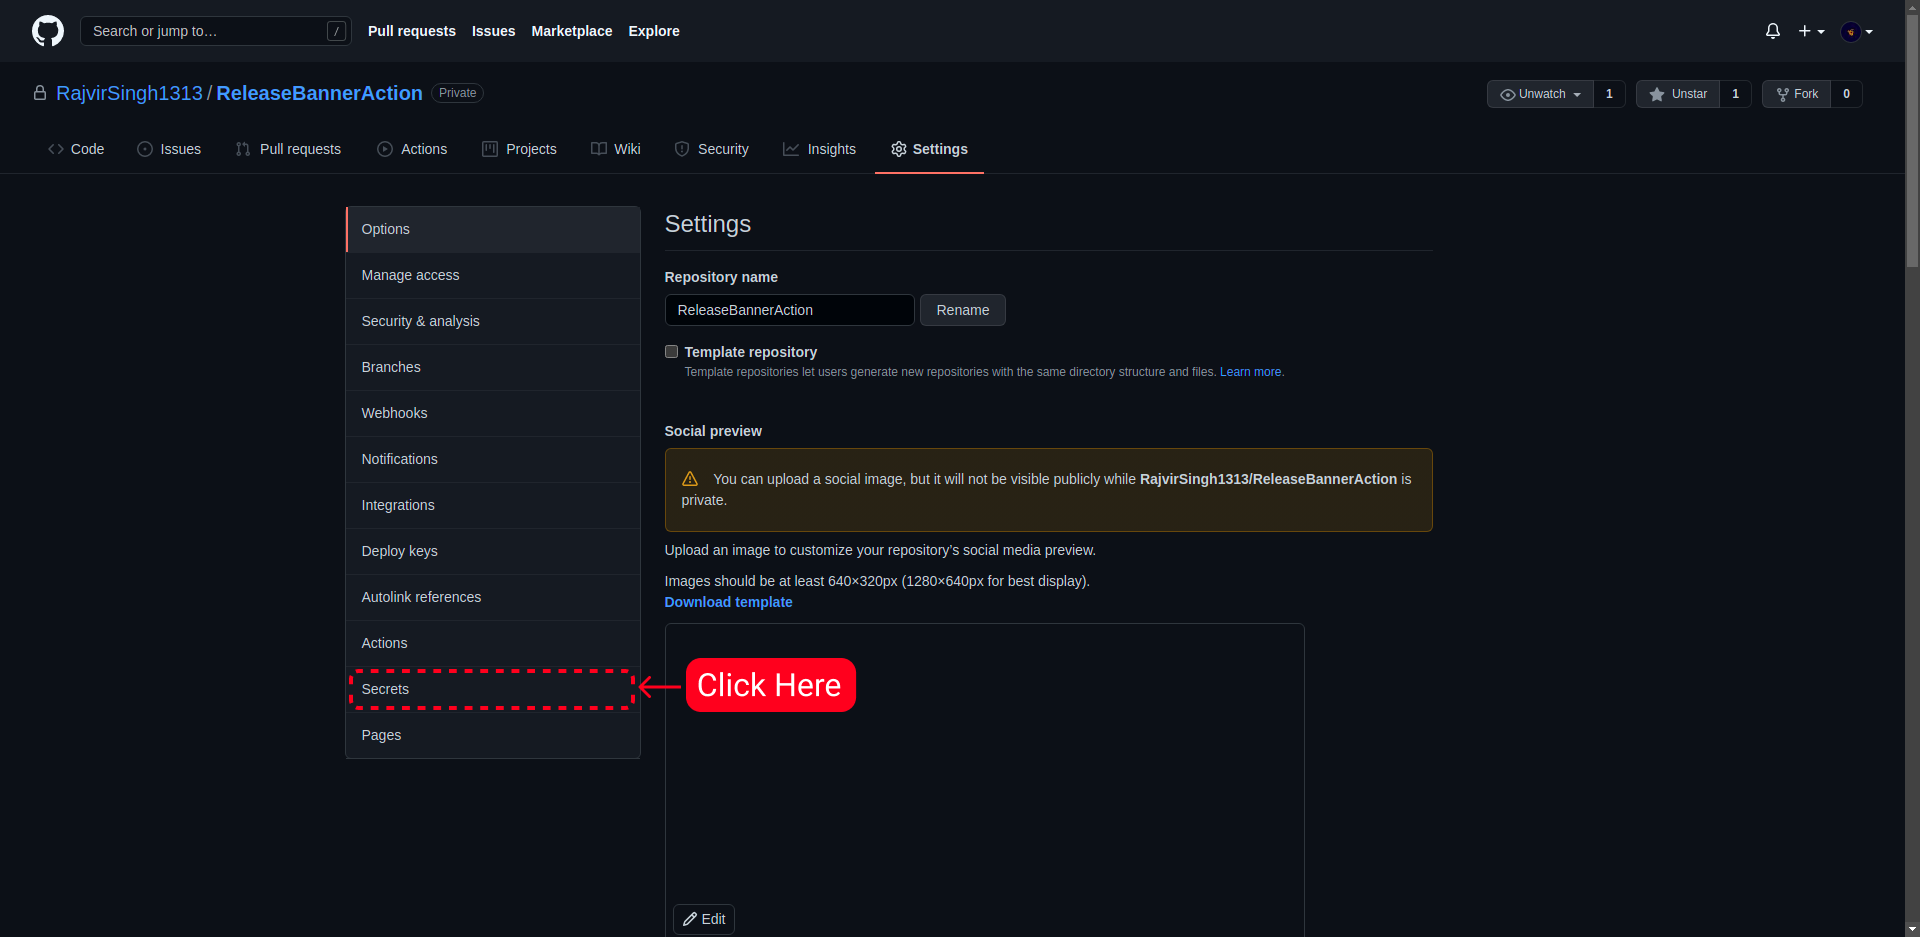 Search or jump to… /
Pull requests Issues Marketplace Explore
RajvirSingh1313 / ReleaseBannerAction Private
Unwatch 1 Unstar 1 Fork 0
Code Issues Pull requests Actions Projects Wiki Security Insights Settings
Options
Manage access
Security & analysis
Branches
Webhooks
Notifications
Integrations
Deploy keys
Autolink references
Actions
Secrets
Pages
Settings
Repository name
ReleaseBannerAction Rename
Template repository
Template repositories let users generate new repositories with the same directory structure and files. Learn more.
Social preview
You can upload a social image, but it will not be visible publicly while RajvirSingh1313/ReleaseBannerAction is
private.
Upload an image to customize your repository’s social media preview.
Images should be at least 640×320px (1280×640px for best display).
Download template
Click Here
Edit